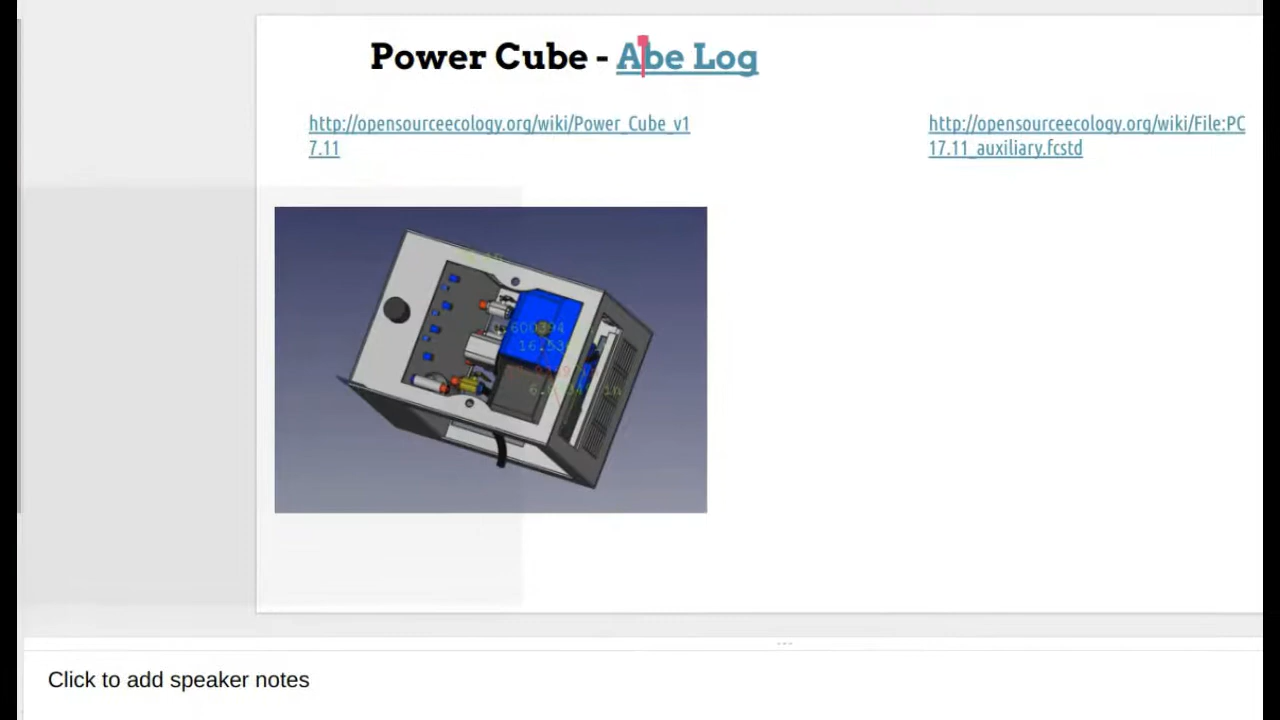 Power Cube - Abe Log
http://opensourceecology.org/wiki/Power_Cube_v1
7.11
http://opensourceecology.org/wiki/File:PC
17.11_auxiliary.fcstd
Click to add speaker notes